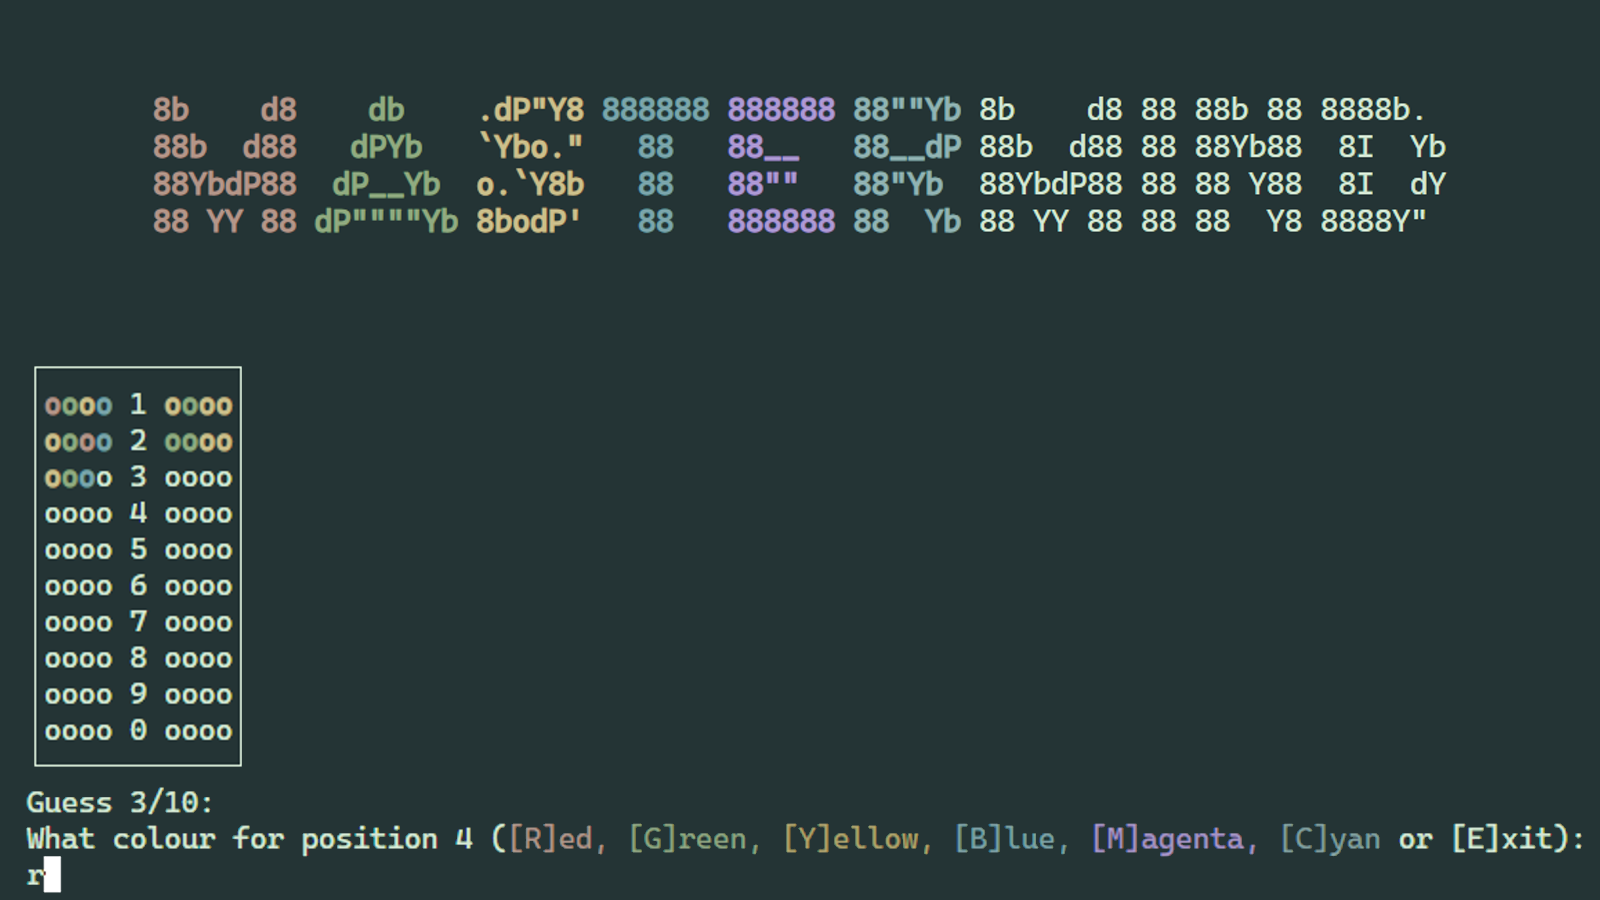 8b    d8    db    .dP"Y8 888888 888888 88""Yb 8b    d8 88 88b 88 8888b.
88b  d88   dPYb   `Ybo."   88   88__   88__dP 88b  d88 88 88Yb88  8I  Yb
88YbdP88  dP__Yb  o.`Y8b   88   88""   88"Yb  88YbdP88 88 88 Y88  8I  dY
88 YY 88 dP""""Yb 8bodP'   88   888888 88  Yb 88 YY 88 88 88  Y8 8888Y"
oooo 1 oooo
oooo 2 oooo
oooo 3 oooo
oooo 4 oooo
oooo 5 oooo
oooo 6 oooo
oooo 7 oooo
oooo 8 oooo
oooo 9 oooo
oooo 0 oooo
Guess 3/10:
What colour for position 4 ([R]ed, [G]reen, [Y]ellow, [B]lue, [M]agenta, [C]yan or [E]xit):
r